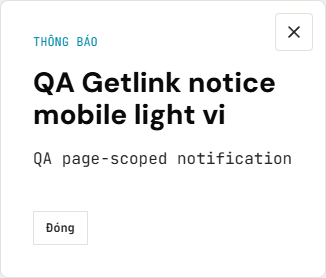 THÔNG BÁO
QA Getlink notice
mobile light vi
QA page-scoped notification
Đóng